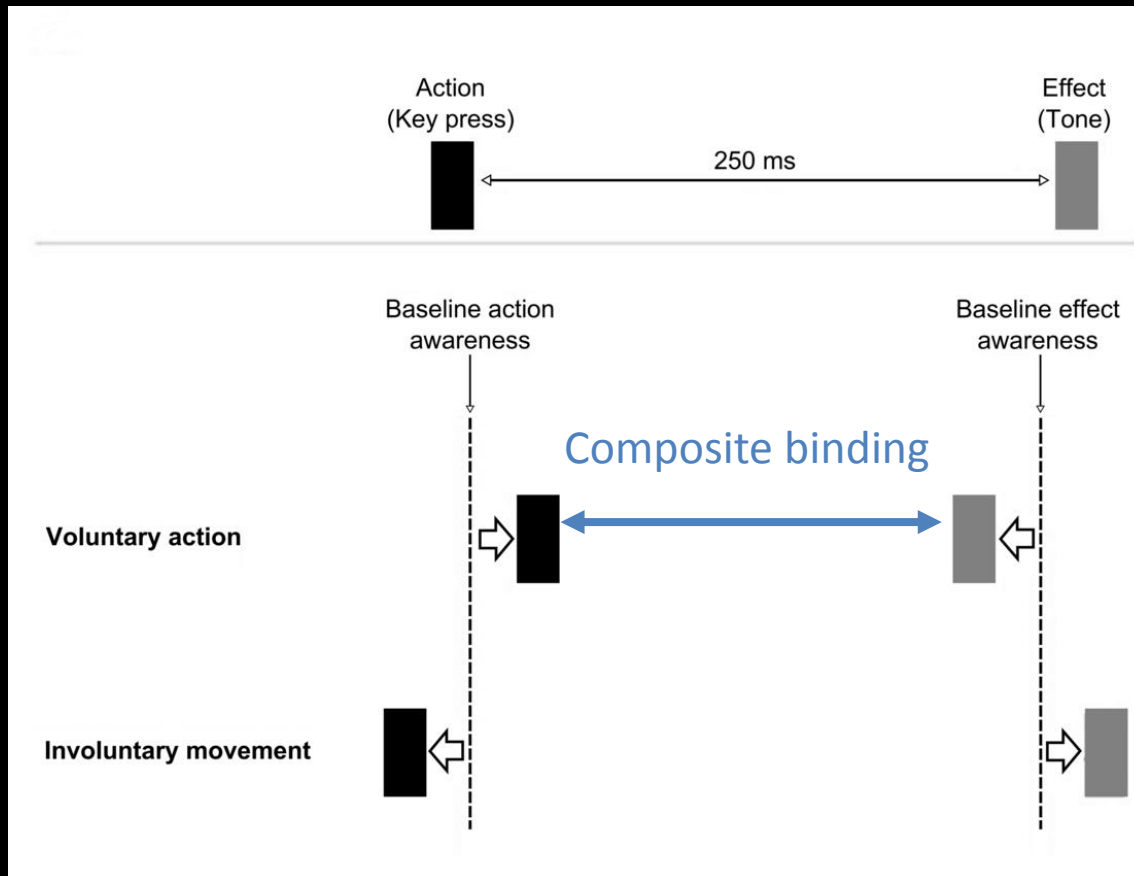 Action
(Key press)
Effect
(Tone)
250 ms
Baseline action
awareness
Baseline effect
awareness
Composite binding
Voluntary action
Involuntary movement